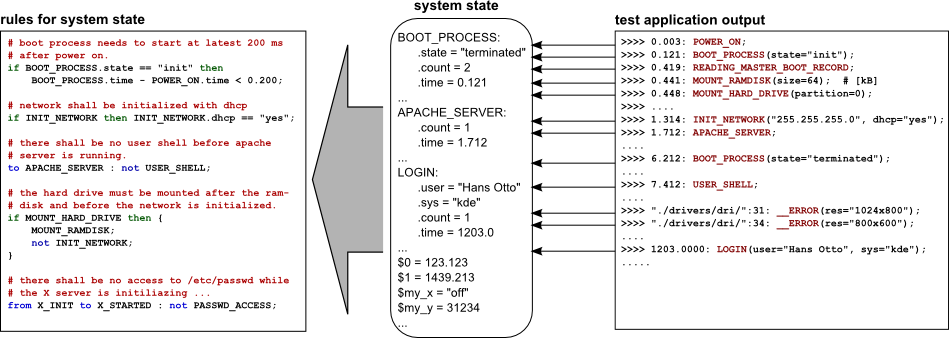 rules for system state
# boot process needs to start at latest 200 ms
# after power on.
if BOOT_PROCESS.state == "init" then
BOOT_PROCESS.time - POWER_ON.time < 0.200;
# network shall be initialized with dhcp
if INIT_NETWORK then INIT_NETWORK.dhcp == "yes";
# there shall be no user shell before apache
# server is running.
to APACHE_SERVER : not USER_SHELL;
# the hard drive must be mounted after the ram-
# disk and before the network is initialized.
if MOUNT_HARD_DRIVE then {
MOUNT_RAMDISK;
not INIT_NETWORK;
}
# there shall be no access to /etc/passwd while
# the X server is initiliazing ...
from X_INIT to X_STARTED : not PASSWD_ACCESS;
system state
BOOT_PROCESS:
.state = "terminated"
.count = 2
.time = 0.121
...
APACHE_SERVER:
.count = 1
.time = 1.712
...
LOGIN:
.user = "Hans Otto"
.sys = "kde"
.count = 1
.time = 1203.0
...
$0 = 123.123
$1 = 1439.213
$my_x = "off"
$my_y = 31234
...
test application output
>>>> 0.003: POWER_ON;
>>>> 0.121: BOOT_PROCESS(state="init");
>>>> 0.419: READING_MASTER_BOOT_RECORD;
>>>> 0.441: MOUNT_RAMDISK(size=64);  # [kB]
>>>> 0.448: MOUNT_HARD_DRIVE(partition=0);
>>>> ....
>>>> 1.314: INIT_NETWORK("255.255.255.0", dhcp="yes");
>>>> 1.712: APACHE_SERVER;
....
>>>> 6.212: BOOT_PROCESS(state="terminated");
....
>>>> 7.412: USER_SHELL;
....
>>>> "./drivers/dri/":31: __ERROR(res="1024x800");
>>>> "./drivers/dri/":34: __ERROR(res="800x600");
....
>>>> 1203.0000: LOGIN(user="Hans Otto", sys="kde");
.....